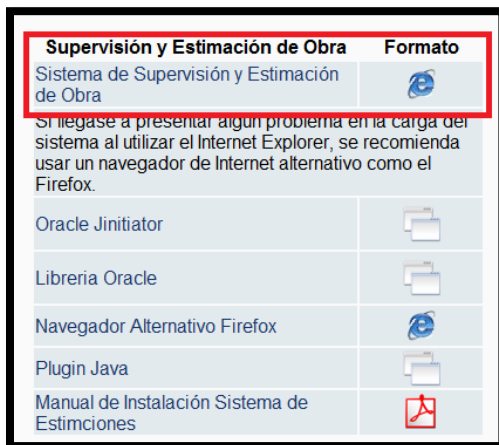 Supervisión y Estimación de Obra Formato
Sistema de Supervisión y Estimación
de Obra
Si llegase a presentar algún problema en la carga del
sistema al utilizar el Internet Explorer, se recomienda
usar un navegador de Internet alternativo como el
Firefox.
Oracle Jinitiator
Libreria Oracle
Navegador Alternativo Firefox
Plugin Java
Manual de Instalación Sistema de
Estimciones